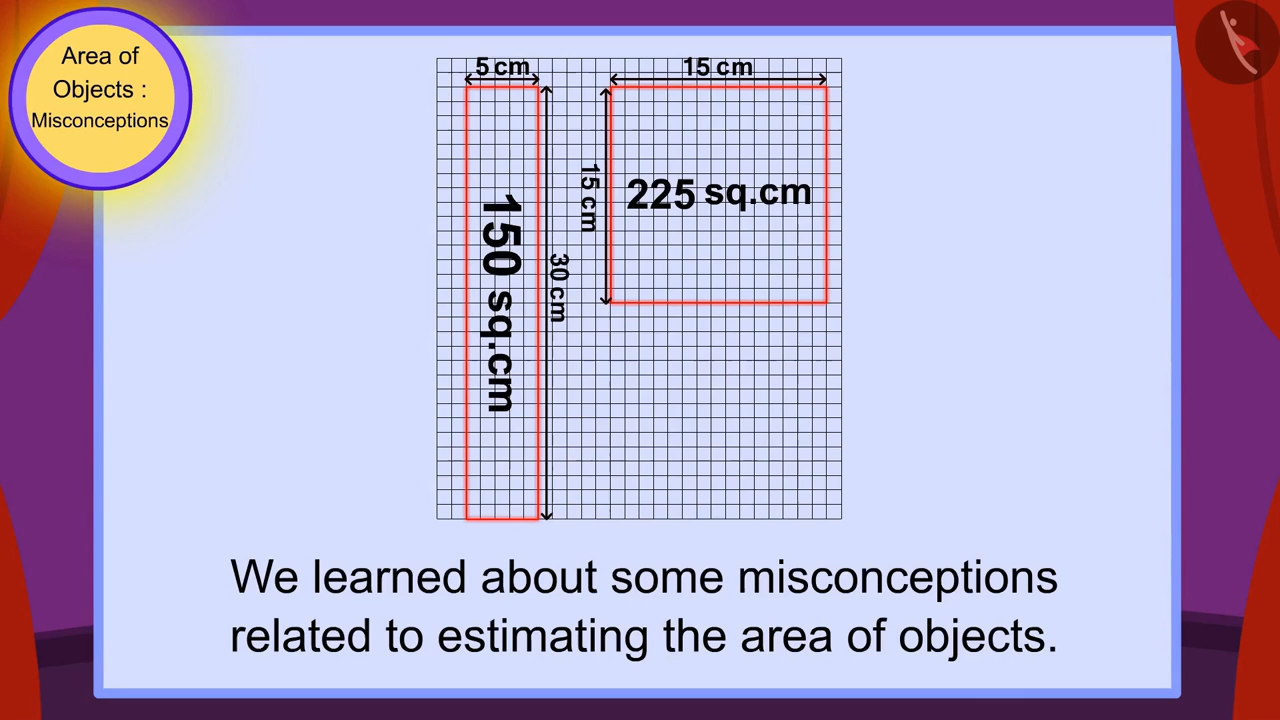 Area of
Objects :
Misconceptions
5 cm
15 cm
150 sq.cm
30 cm
15 cm
225 sq.cm
We learned about some misconceptions
related to estimating the area of objects.